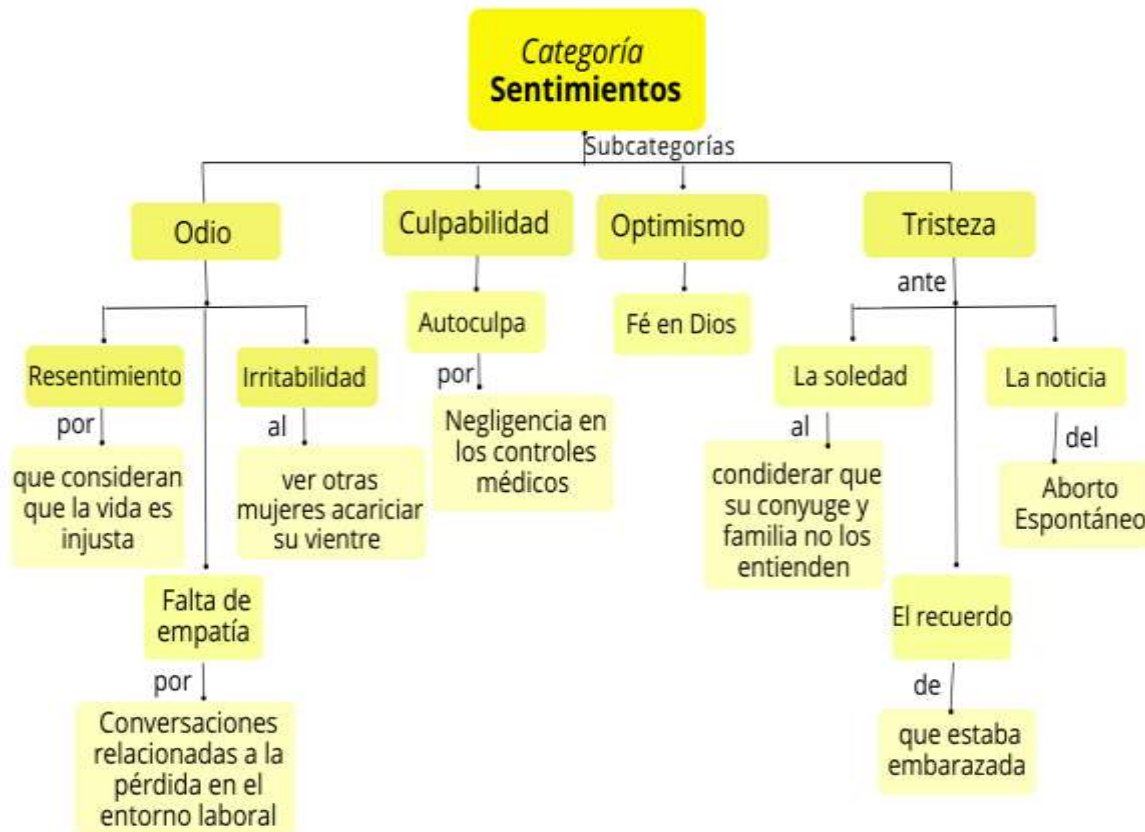 Categoría
Sentimientos
Subcategorías
Odio
Culpabilidad
Optimismo
Tristeza
ante
Resentimiento
Irritabilidad
Autoculpa
Fé en Dios
La soledad
La noticia
por
al
por
al
del
que consideran
que la vida es
injusta
ver otras
mujeres acariciar
su vientre
Negligencia en
los controles
médicos
condiderar que
su conyuge y
familia no los
entienden
Aborto
Espontáneo
Falta de
empatía
El recuerdo
por
de
Conversaciones
relacionadas a la
pérdida en el
entorno laboral
que estaba
embarazada